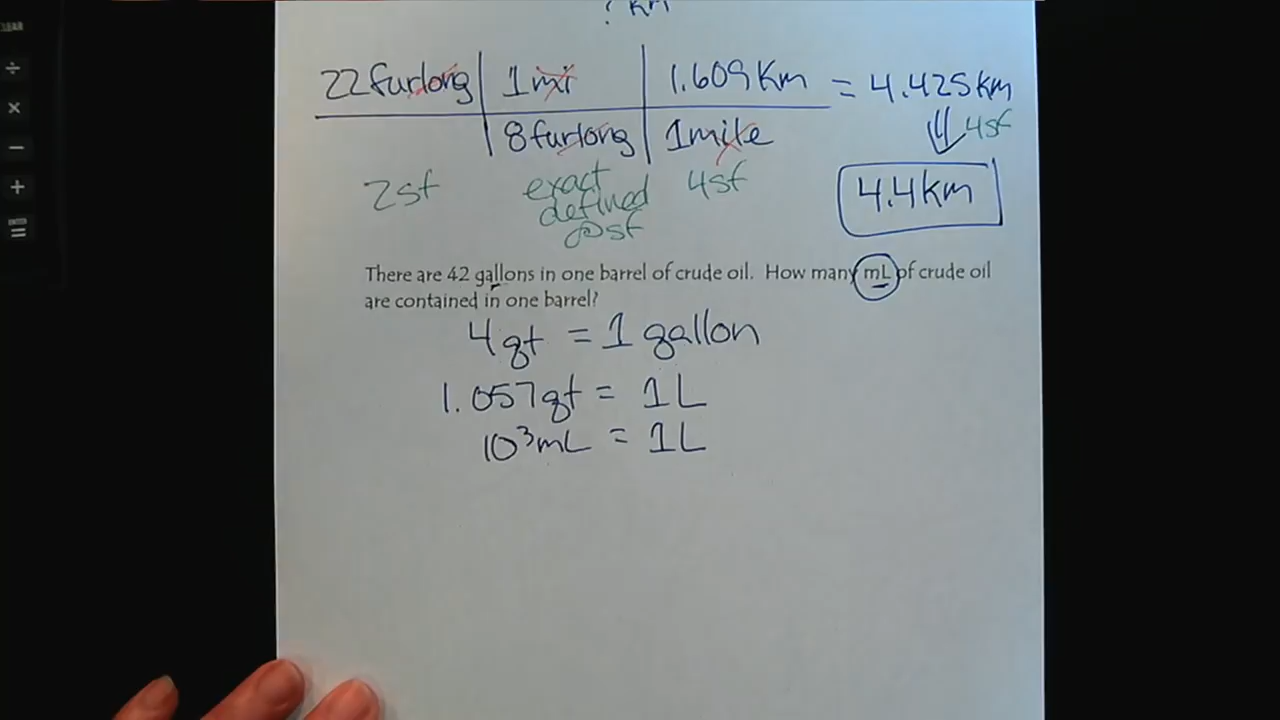 ? Km
22 furlong 1 mi 1.609 Km = 4.425 km
8 furlong 1 mile 4sf
2sf exact defined ∞sf 4sf 4.4 km
There are 42 gallons in one barrel of crude oil. How many mL of crude oil
are contained in one barrel?
4 qt = 1 gallon
1.057 qt = 1 L
10³ mL = 1 L
÷
×
−
+